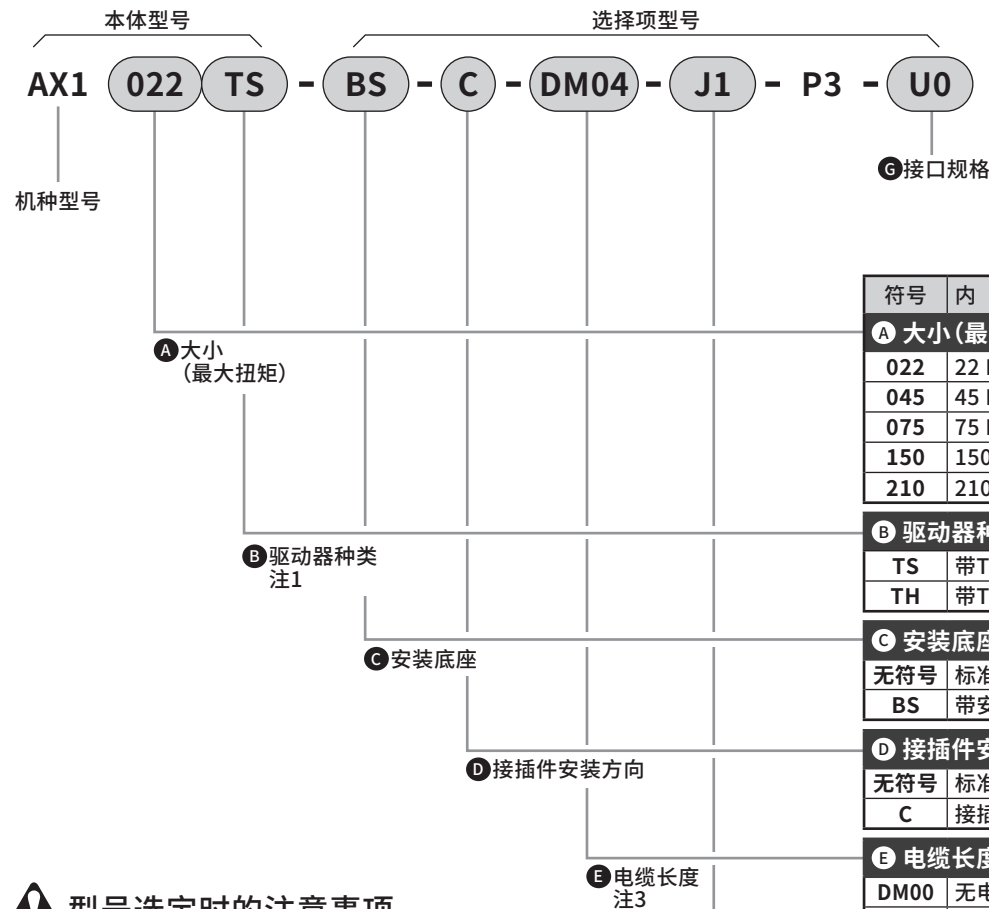 本体型号
选择项型号
AX1 022 TS - BS - C - DM04 - J1 - P3 - U0
G接口规格
机种型号
符号 内
A 大小(最
A大小
(最大扭矩)
022 22
045 45
075 75
150 150
210 210
B 驱动器种
B驱动器种类
注1
TS 带T
TH 带T
C 安装底座
C安装底座
无符号 标准
BS 带安
D 接插件安
D接插件安装方向
无符号 标准
C 接插
E 电缆长度
E电缆长度
注3
DM00 无电
型号选定时的注意事项